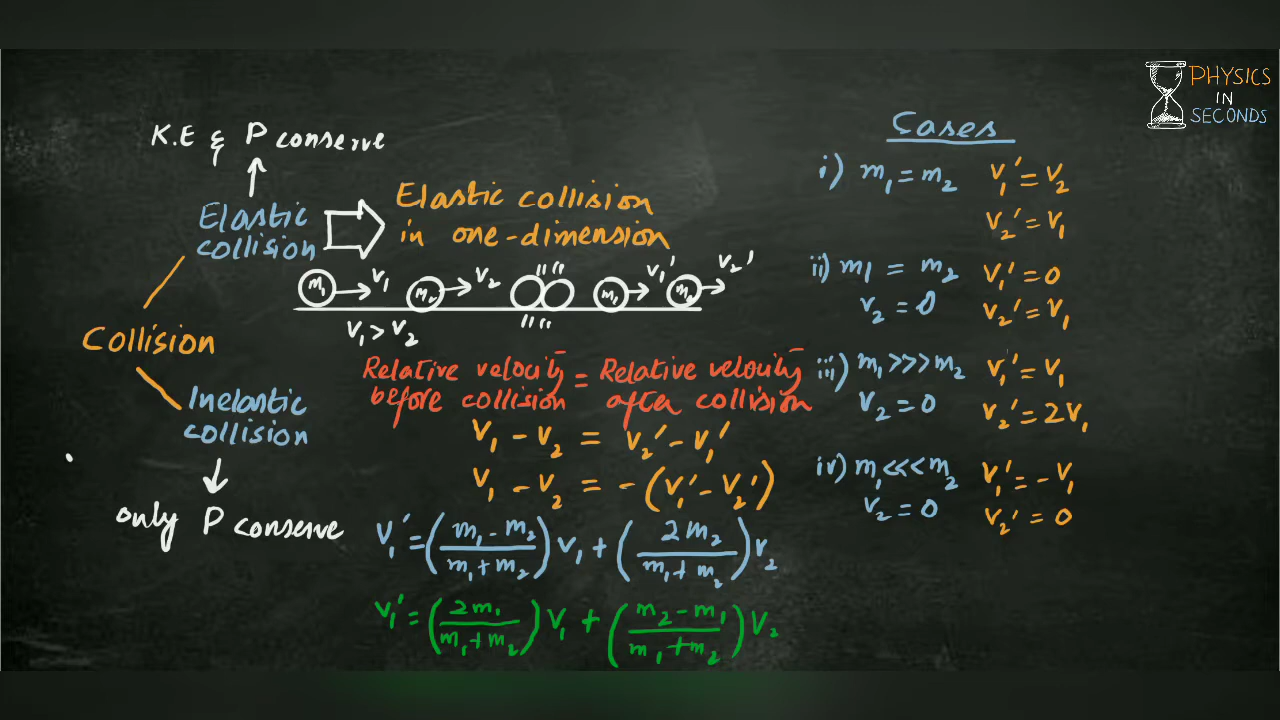 PHYSICS
IN
SECONDS
K.E & P conserve
Elastic
collision
Elastic collision
in one-dimension
m₁ v₁ m₂ v₂ m₁ v₁' m₂ v₂'
v₁ > v₂
Collision
Inelastic
collision
only P conserve
Relative velocity = Relative velocity
before collision after collision
v₁ - v₂ = v₂' - v₁'
v₁ - v₂ = -(v₁' - v₂')
v₁' = (m₁ - m₂ / m₁ + m₂) v₁ + (2m₂ / m₁ + m₂) v₂
v₁' = (2m₁ / m₁ + m₂) v₁ + (m₂ - m₁ / m₁ + m₂) v₂
Cases
i) m₁ = m₂ v₁' = v₂
v₂' = v₁
ii) m₁ = m₂ v₁' = 0
v₂ = 0 v₂' = v₁
iii) m₁ >>> m₂ v₁' = v₁
v₂ = 0 v₂' = 2v₁
iv) m₁ <<< m₂ v₁' = -v₁
v₂ = 0 v₂' = 0